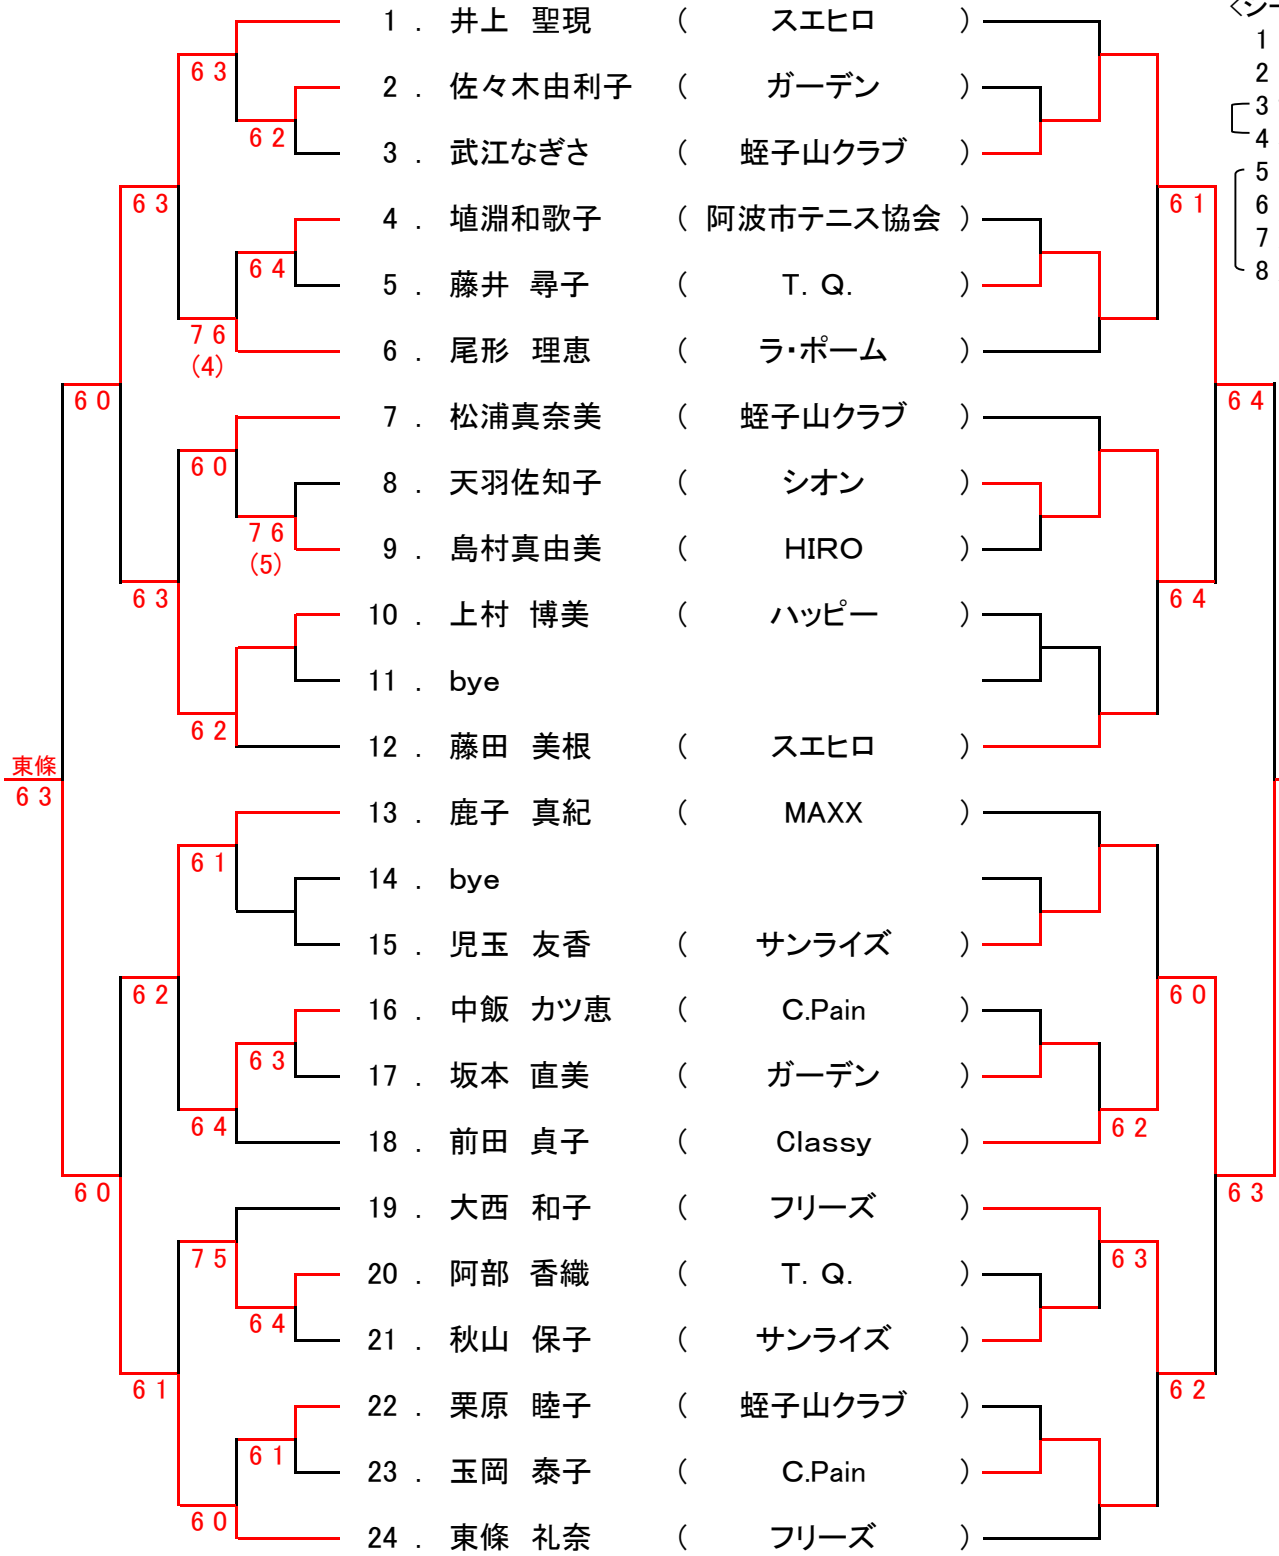 1 . 井上 聖現 ( スエヒロ )
<シー
1
6 3
2
2 . 佐々木由利子 ( ガーデン )
3
6 2
4
3 . 武江なぎさ ( 蛭子山クラブ )
5
6 3
6 1
6
4 . 埴淵和歌子 ( 阿波市テニス協会 )
7
6 4
8
5 . 藤井 尋子 ( T. Q. )
7 6
(4)
6 . 尾形 理恵 ( ラ・ポーム )
6 0
6 4
7 . 松浦真奈美 ( 蛭子山クラブ )
6 0
8 . 天羽佐知子 ( シオン )
7 6
(5)
9 . 島村真由美 ( HIRO )
6 3
6 4
10 . 上村 博美 ( ハッピー )
11 . bye
6 2
12 . 藤田 美根 ( スエヒロ )
東條
6 3
13 . 鹿子 真紀 ( MAXX )
6 1
14 . bye
15 . 児玉 友香 ( サンライズ )
6 2
6 0
16 . 中飯 カツ恵 ( C.Pain )
6 3
17 . 坂本 直美 ( ガーデン )
6 4
6 2
18 . 前田 貞子 ( Classy )
6 0
6 3
19 . 大西 和子 ( フリーズ )
7 5
6 3
20 . 阿部 香織 ( T. Q. )
6 4
21 . 秋山 保子 ( サンライズ )
6 1
6 2
22 . 栗原 睦子 ( 蛭子山クラブ )
6 1
23 . 玉岡 泰子 ( C.Pain )
6 0
24 . 東條 礼奈 ( フリーズ )